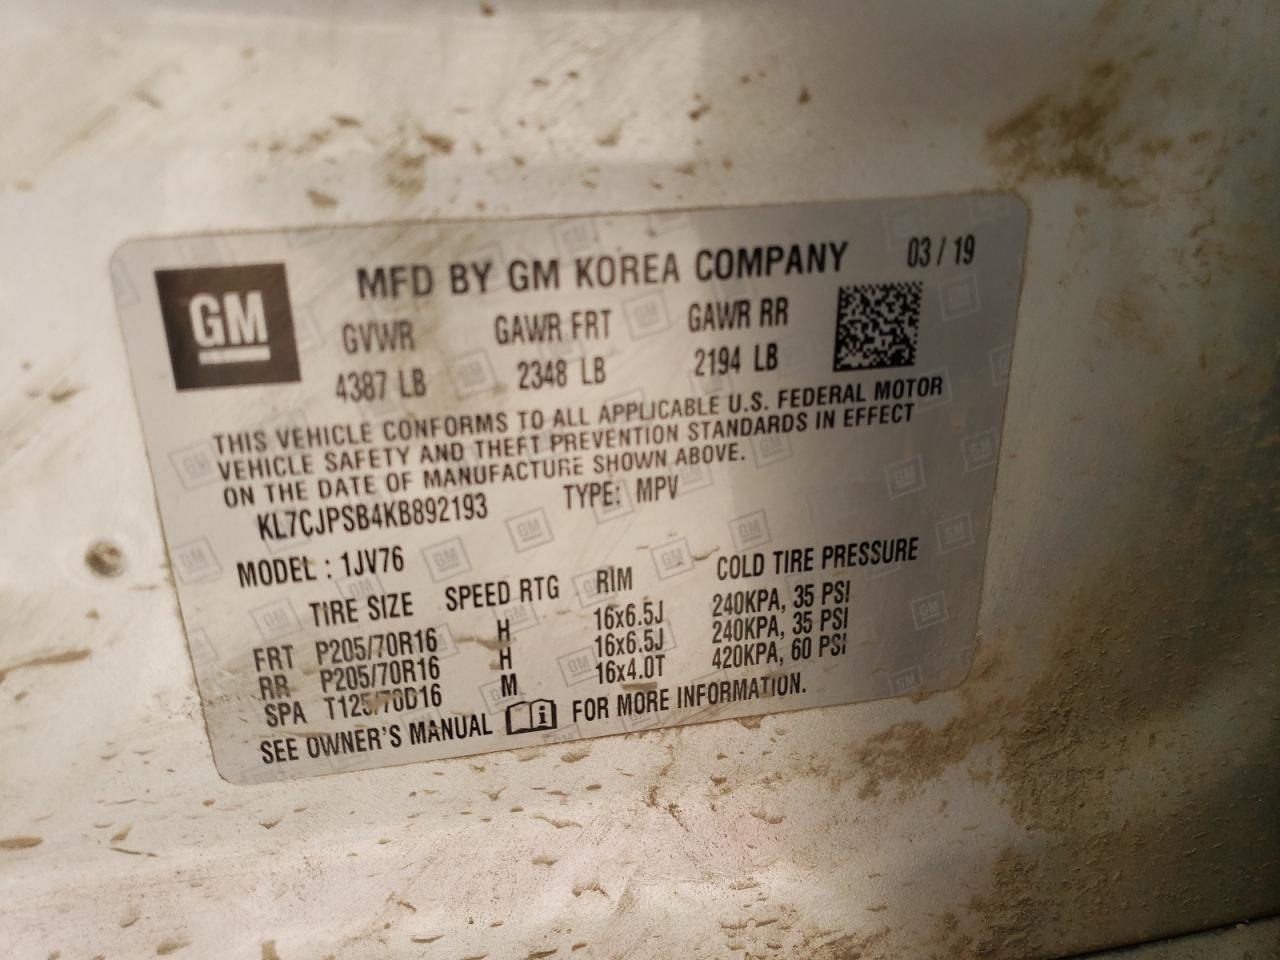 GM
MFD BY GM KOREA COMPANY 03 / 19
GVWR GAWR FRT GAWR RR
4387 LB 2348 LB 2194 LB
THIS VEHICLE CONFORMS TO ALL APPLICABLE U.S. FEDERAL MOTOR
VEHICLE SAFETY AND THEFT PREVENTION STANDARDS IN EFFECT
ON THE DATE OF MANUFACTURE SHOWN ABOVE.
KL7CJPSB4KB892193 TYPE: MPV
MODEL : 1JV76
TIRE SIZE SPEED RTG RIM COLD TIRE PRESSURE
FRT P205/70R16 H 16x6.5J 240KPA, 35 PSI
RR P205/70R16 H 16x6.5J 240KPA, 35 PSI
SPA T125/70D16 M 16x4.0T 420KPA, 60 PSI
SEE OWNER'S MANUAL FOR MORE INFORMATION.